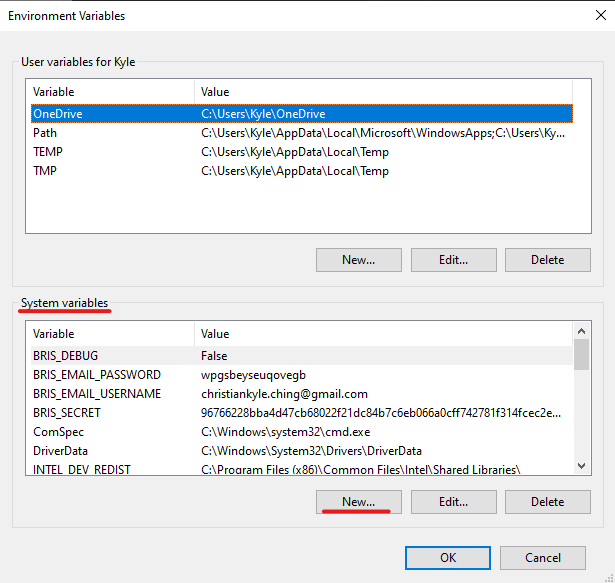 Environment Variables
User variables for Kyle
Variable Value
OneDrive C:\Users\Kyle\OneDrive
Path C:\Users\Kyle\AppData\Local\Microsoft\WindowsApps;C:\Users\Ky...
TEMP C:\Users\Kyle\AppData\Local\Temp
TMP C:\Users\Kyle\AppData\Local\Temp
New... Edit... Delete
System variables
Variable Value
BRIS_DEBUG False
BRIS_EMAIL_PASSWORD wpgsbeyseuqovegb
BRIS_EMAIL_USERNAME christiankyle.ching@gmail.com
BRIS_SECRET 96766228bba4d47cb68022f21dc84b7c6eb066a0cff742781f314fcec2e...
ComSpec C:\Windows\system32\cmd.exe
DriverData C:\Windows\System32\Drivers\DriverData
INTEL_DEV_REDIST C:\Program Files (x86)\Common Files\Intel\Shared Libraries\
New... Edit... Delete
OK Cancel